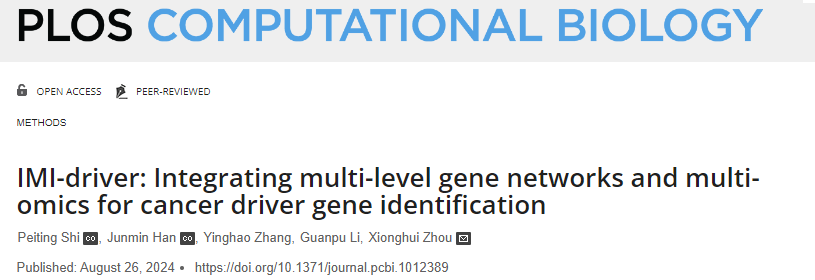 PLOS COMPUTATIONAL BIOLOGY
OPEN ACCESS PEER-REVIEWED
METHODS
IMI-driver: Integrating multi-level gene networks and multi-
omics for cancer driver gene identification
Peiting Shi co, Junmin Han co, Yinghao Zhang, Guanpu Li, Xionghui Zhou
Published: August 26, 2024 • https://doi.org/10.1371/journal.pcbi.1012389